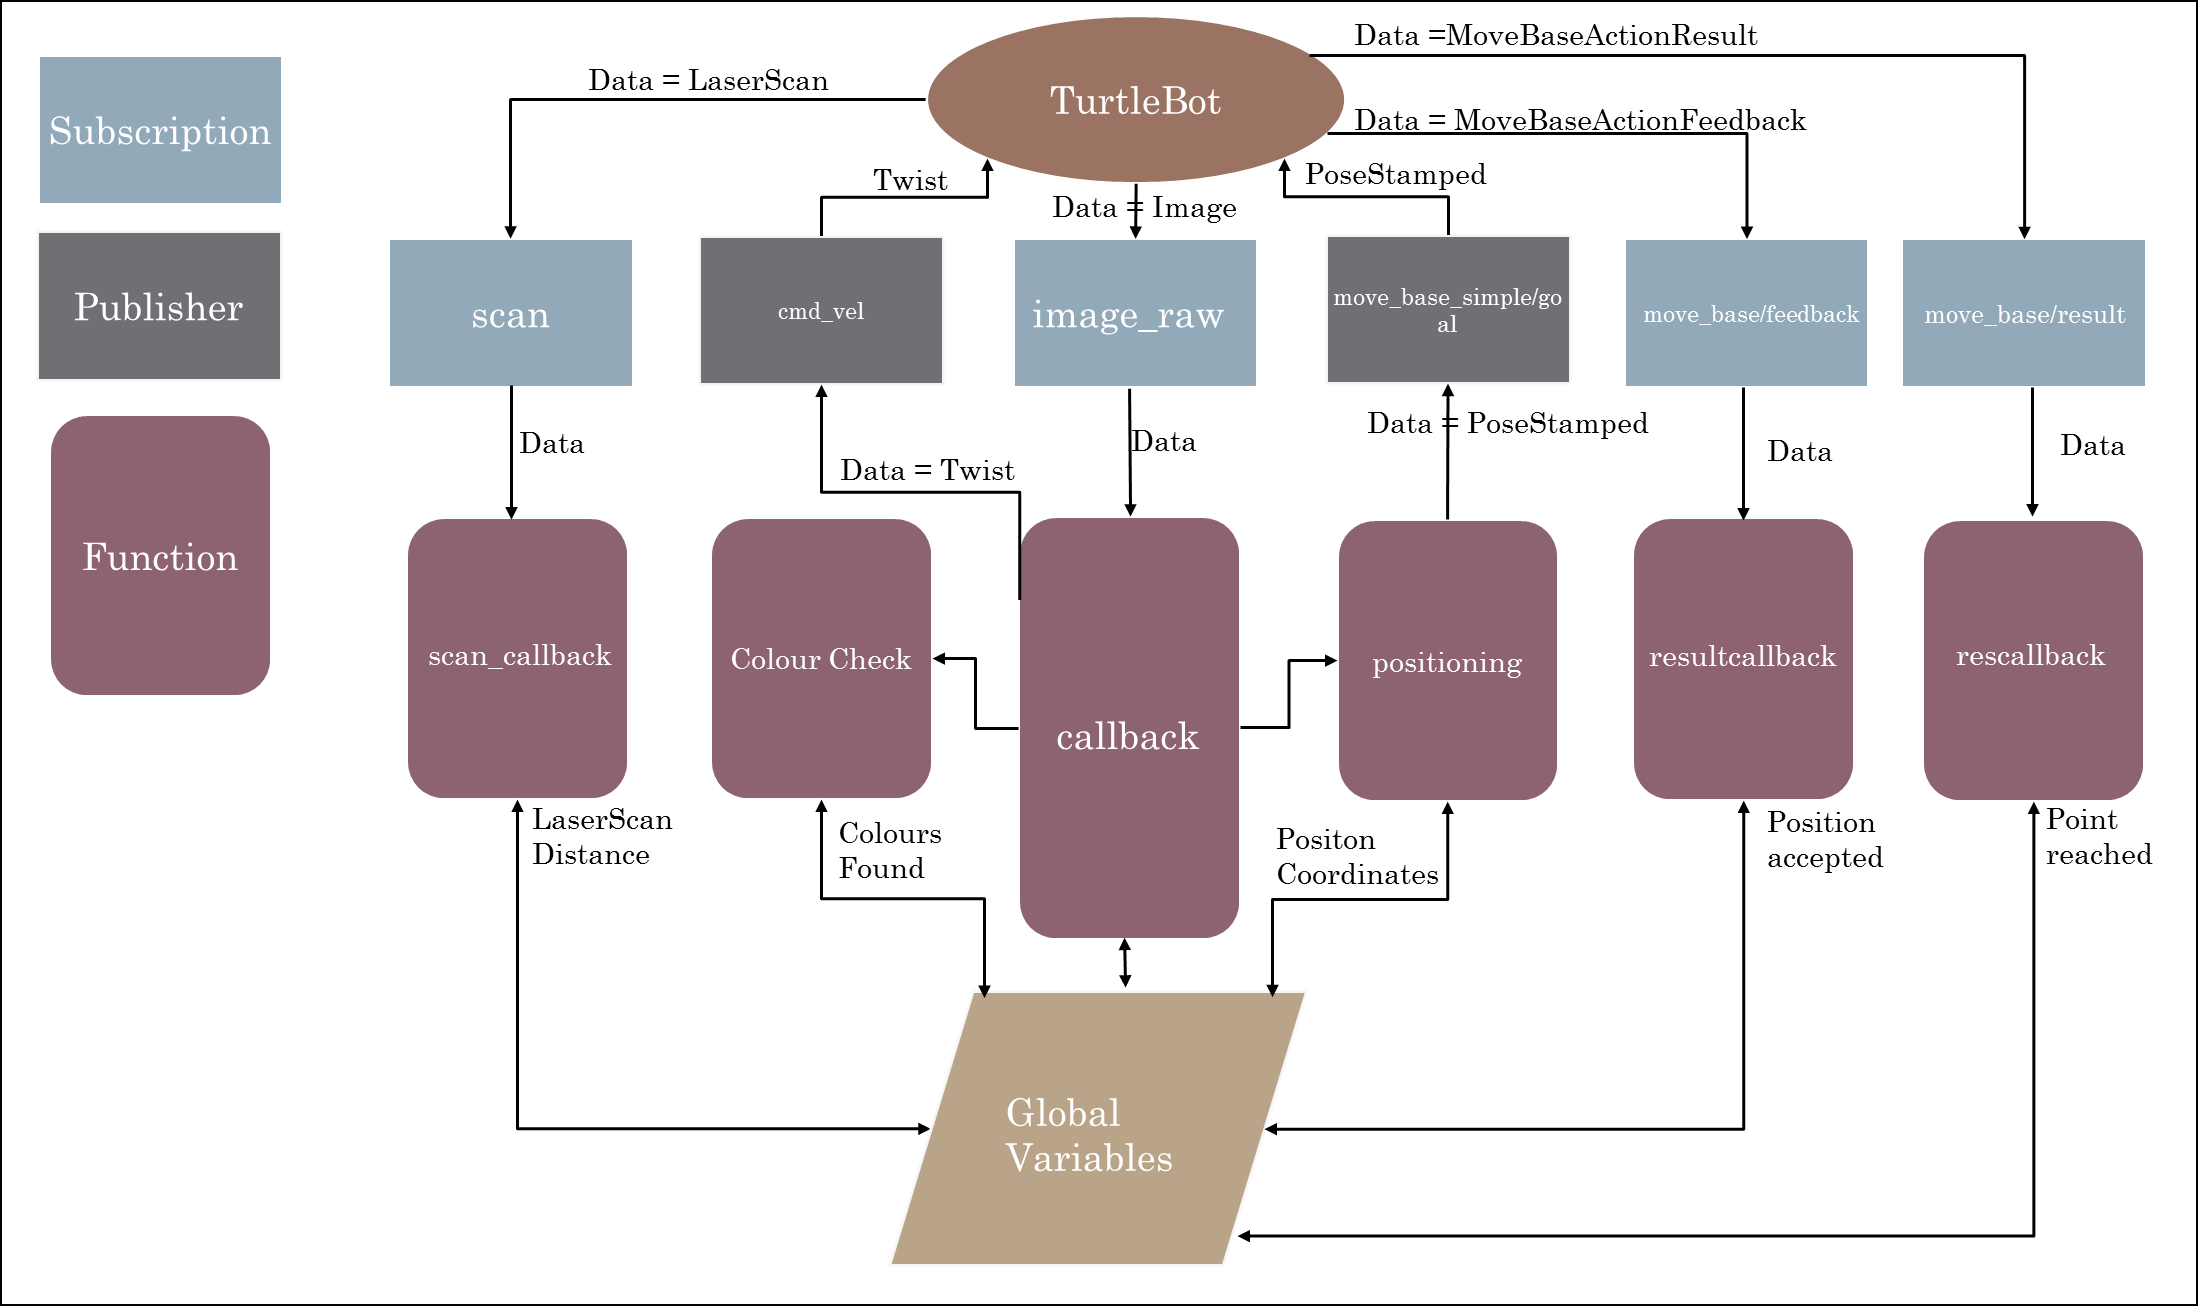 Data =MoveBaseActionResult
Data = LaserScan
TurtleBot
Data = MoveBaseActionFeedback
Subscription
Twist
Data = Image
PoseStamped
Publisher
scan
cmd_vel
image_raw
move_base_simple/go
al
move_base/feedback
move_base/result
Data
Data = Twist
Data
Data = PoseStamped
Data
Data
Function
scan_callback
Colour Check
callback
positioning
resultcallback
rescallback
LaserScan
Distance
Colours
Found
Positon
Coordinates
Position
accepted
Point
reached
Global
Variables